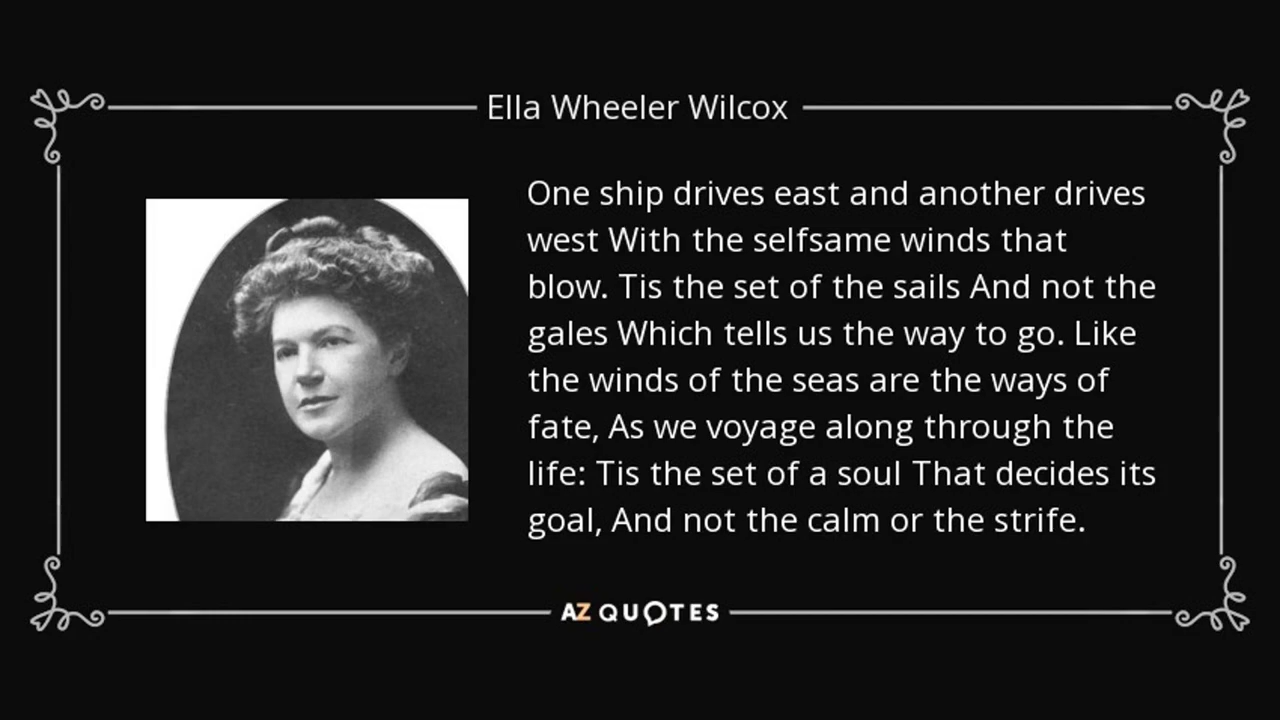 Ella Wheeler Wilcox
One ship drives east and another drives
west With the selfsame winds that
blow. Tis the set of the sails And not the
gales Which tells us the way to go. Like
the winds of the seas are the ways of
fate, As we voyage along through the
life: Tis the set of a soul That decides its
goal, And not the calm or the strife.
AZ QUOTES